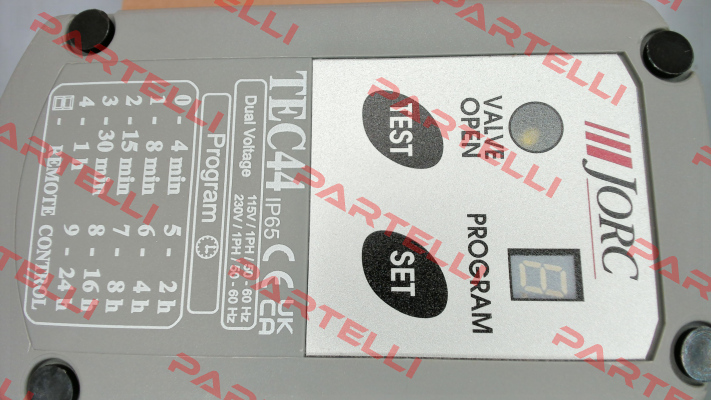 JORC
VALVE OPEN
PROGRAM
TEST
SET
TEC44 IP65 CE UKCA
Dual Voltage
115V / 1PH / 50 - 60 Hz
230V / 1PH / 50 - 60 Hz
Program
0 - 4 min 5 - 2 h
1 - 8 min 6 - 4 h
2 - 15 min 7 - 8 h
3 - 30 min 8 - 16 h
4 - 1 h 9 - 24 h
- REMOTE CONTROL
PARTELLI